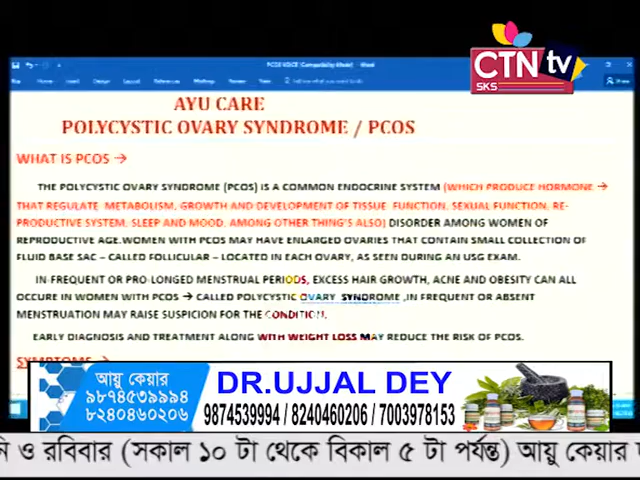 CTN tv
SKS
PCOS VOICE [Compatibility Mode] - Word
AYU CARE
POLYCYSTIC OVARY SYNDROME / PCOS
WHAT IS PCOS →
THE POLYCYSTIC OVARY SYNDROME (PCOS) IS A COMMON ENDOCRINE SYSTEM (WHICH PRODUCE HORMONE →
THAT REGULATE METABOLISM, GROWTH AND DEVELOPMENT OF TISSUE FUNCTION, SEXUAL FUNCTION, RE-
PRODUCTIVE SYSTEM, SLEEP AND MOOD, AMONG OTHER THING'S ALSO) DISORDER AMONG WOMEN OF
REPRODUCTIVE AGE.WOMEN WITH PCOS MAY HAVE ENLARGED OVARIES THAT CONTAIN SMALL COLLECTION OF
FLUID BASE SAC – CALLED FOLLICULAR – LOCATED IN EACH OVARY, AS SEEN DURING AN USG EXAM.
IN-FREQUENT OR PRO-LONGED MENSTRUAL PERIODS, EXCESS HAIR GROWTH, ACNE AND OBESITY CAN ALL
OCCURE IN WOMEN WITH PCOS → CALLED POLYCYSTIC OVARY SYNDROME ,IN FREQUENT OR ABSENT
MENSTRUATION MAY RAISE SUSPICION FOR THE CONDITION.
EARLY DIAGNOSIS AND TREATMENT ALONG WITH WEIGHT LOSS MAY REDUCE THE RISK OF PCOS.
SYMPTOMS →
আয়ু কেয়ার
৯৮৭৪৫৩৯৯৯৪
৮২৪০৪৬০২০৬
DR.UJJAL DEY
9874539994 / 8240460206 / 7003978153
নি ও রবিবার (সকাল ১০ টা থেকে বিকাল ৫ টা পর্যন্ত) আয়ু কেয়ার